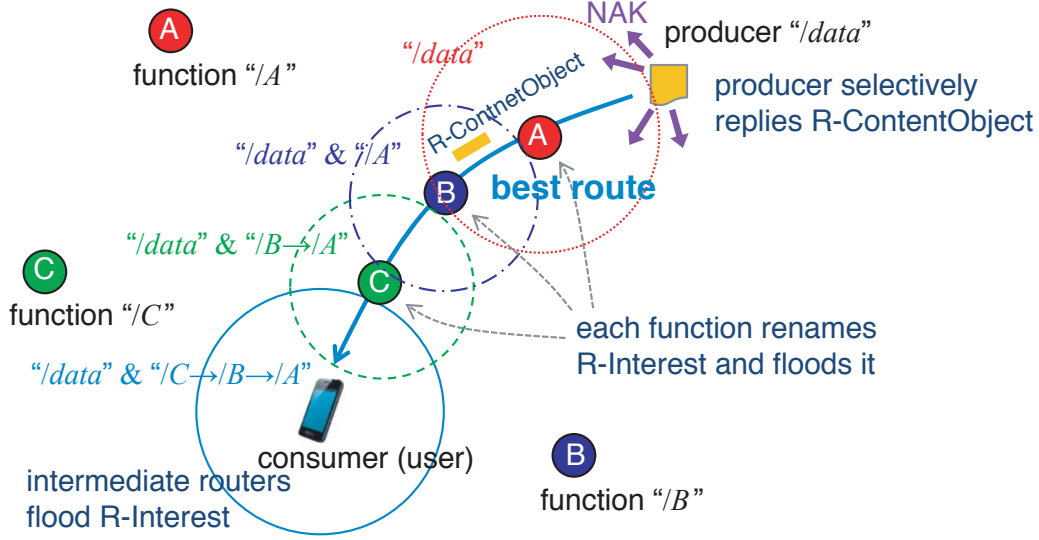 NAK
A
producer “/data”
function “/A”
“/data”
R-ContnetObject
producer selectively
replies R-ContentObject
A
“/data” & “/A”
B
best route
“/data” & “/B→/A”
C
C
function “/C”
each function renames
R-Interest and floods it
“/data” & “/C→/B→/A”
consumer (user)
B
intermediate routers
flood R-Interest
function “/B”